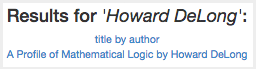 Results for 'Howard DeLong':
title by author
A Profile of Mathematical Logic by Howard DeLong